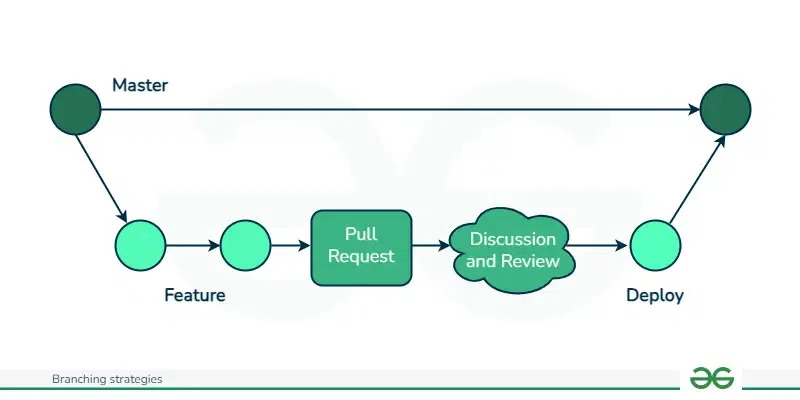 Master
Pull
Request
Discussion
and Review
Feature
Deploy
Branching strategies